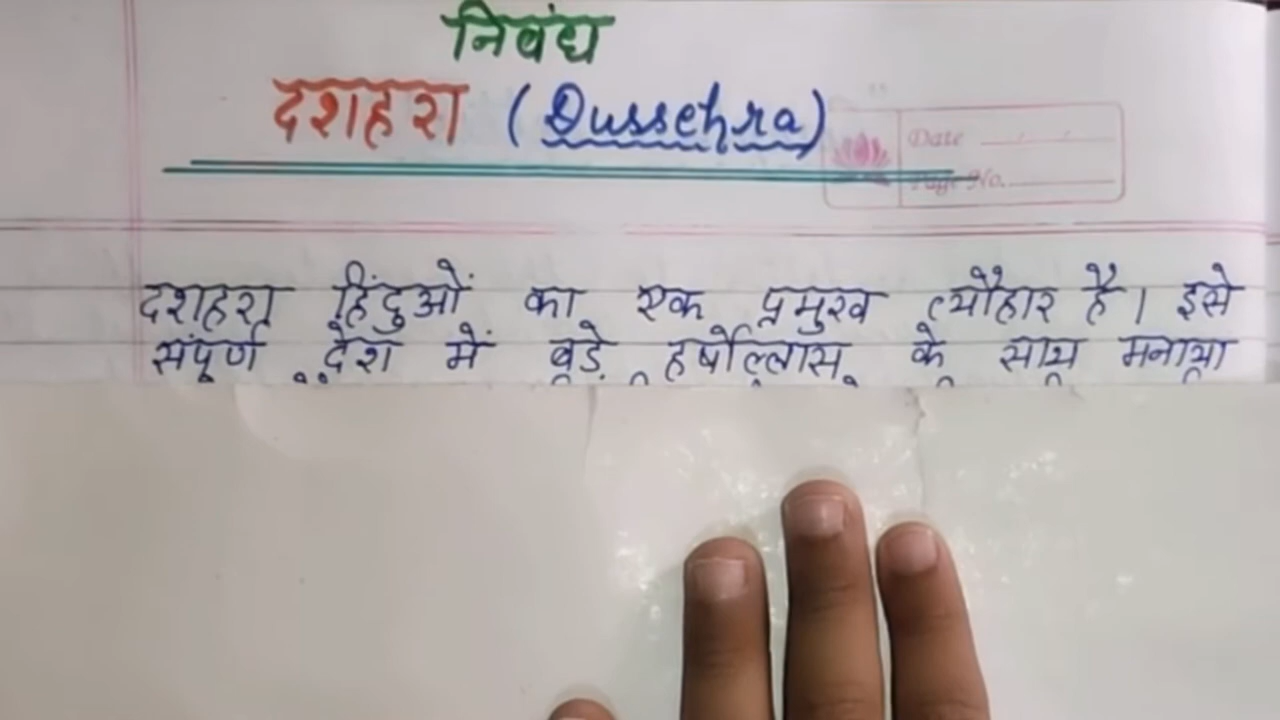 निबंध
दशहरा (Dussehra)
Date
Page No.
दशहरा हिंदुओं का एक प्रमुख त्यौहार है। इसे
संपूर्ण देश में बड़े हर्षोल्लास के साथ मनाया